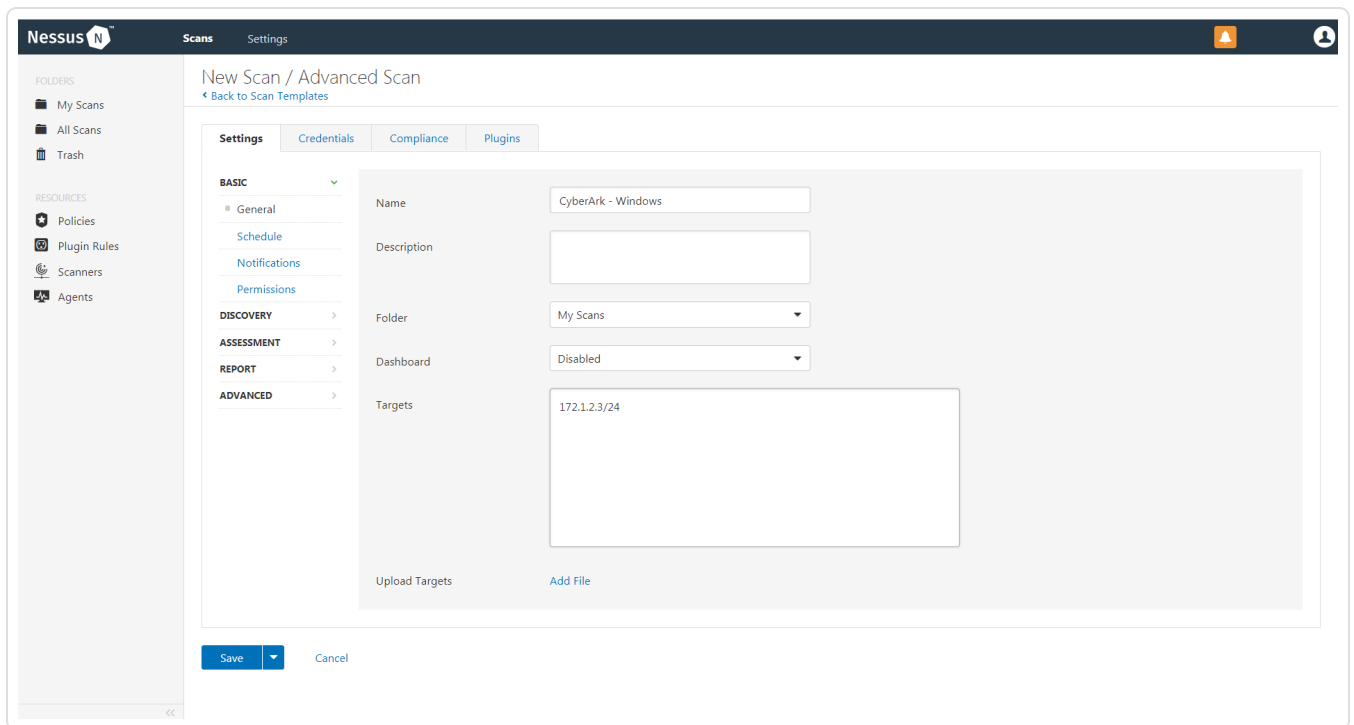 Nessus N ™ Scans Settings
FOLDERS
My Scans
All Scans
Trash
RESOURCES
Policies
Plugin Rules
Scanners
Agents
New Scan / Advanced Scan
Back to Scan Templates
Settings Credentials Compliance Plugins
BASIC
General
Schedule
Notifications
Permissions
DISCOVERY
ASSESSMENT
REPORT
ADVANCED
Name CyberArk - Windows
Description
Folder My Scans
Dashboard Disabled
Targets 172.1.2.3/24
Upload Targets Add File
Save Cancel